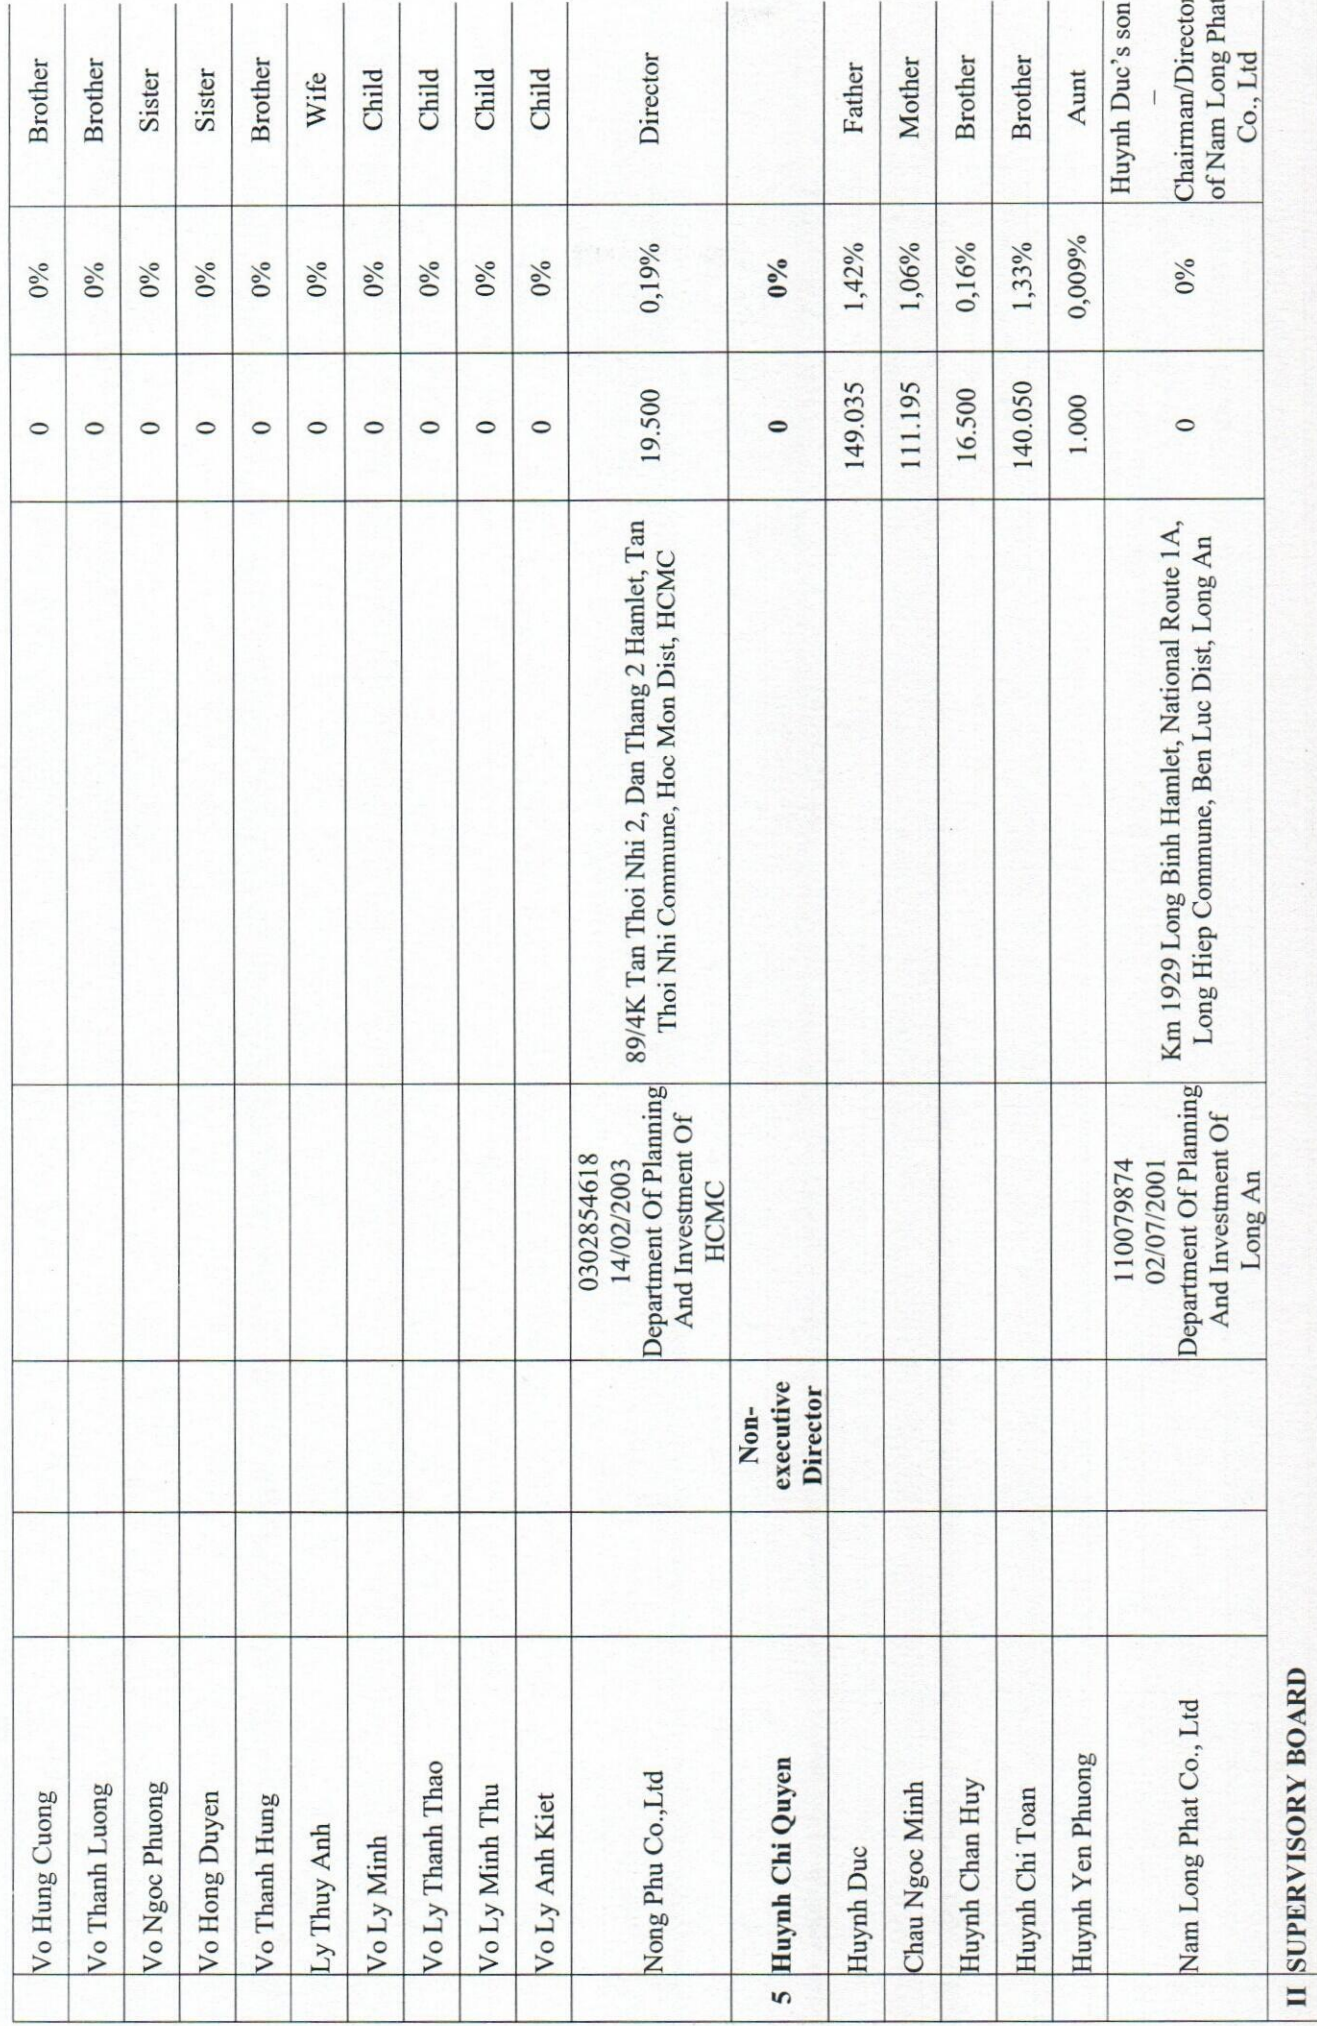 Vo Hung Cuong 0 0% Brother
Vo Thanh Luong 0 0% Brother
Vo Ngoc Phuong 0 0% Sister
Vo Hong Duyen 0 0% Sister
Vo Thanh Hung 0 0% Brother
Ly Thuy Anh 0 0% Wife
Vo Ly Minh 0 0% Child
Vo Ly Thanh Thao 0 0% Child
Vo Ly Minh Thu 0 0% Child
Vo Ly Anh Kiet 0 0% Child
Nong Phu Co.,Ltd
0302854618
14/02/2003
Department Of Planning
And Investment Of
HCMC
89/4K Tan Thoi Nhi 2, Dan Thang 2 Hamlet, Tan
Thoi Nhi Commune, Hoc Mon Dist, HCMC
19.500 0,19% Director
5 Huynh Chi Quyen
Non-
executive
Director
0 0%
Huynh Duc 149.035 1,42% Father
Chau Ngoc Minh 111.195 1,06% Mother
Huynh Chan Huy 16.500 0,16% Brother
Huynh Chi Toan 140.050 1,33% Brother
Huynh Yen Phuong 1.000 0,009% Aunt
Nam Long Phat Co., Ltd
110079874
02/07/2001
Department Of Planning
And Investment Of
Long An
Km 1929 Long Binh Hamlet, National Route 1A,
Long Hiep Commune, Ben Luc Dist, Long An
0 0%
Huynh Duc's son
–
Chairman/Director
of Nam Long Phat
Co., Ltd
II SUPERVISORY BOARD